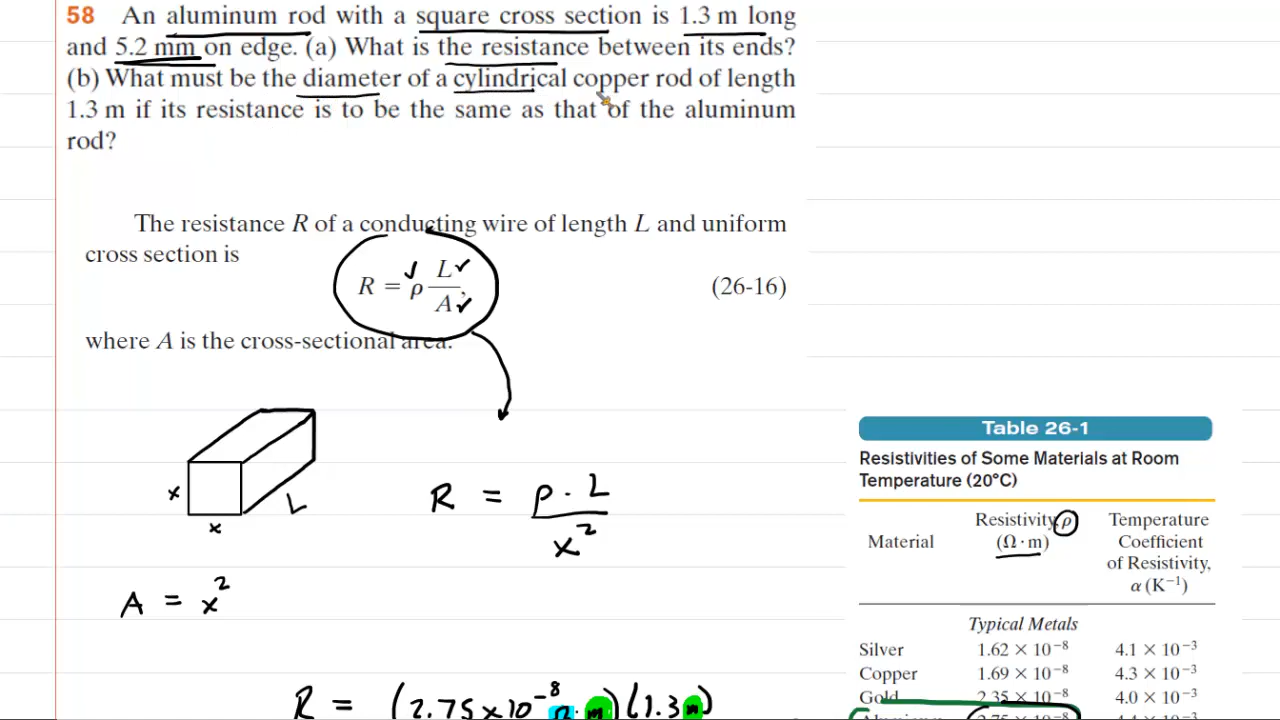 58 An aluminum rod with a square cross section is 1.3 m long
and 5.2 mm on edge. (a) What is the resistance between its ends?
(b) What must be the diameter of a cylindrical copper rod of length
1.3 m if its resistance is to be the same as that of the aluminum
rod?
The resistance R of a conducting wire of length L and uniform
cross section is
R = ρ L/A, (26-16)
where A is the cross-sectional area.
x
x
L
R = ρ · L / x²
A = x²
R = (2.75 x 10⁻⁸ Ω · m)(1.3 m)
Table 26-1
Resistivities of Some Materials at Room
Temperature (20°C)
Material
Resistivity, ρ
(Ω · m)
Temperature
Coefficient
of Resistivity,
α (K⁻¹)
Typical Metals
Silver 1.62 × 10⁻⁸ 4.1 × 10⁻³
Copper 1.69 × 10⁻⁸ 4.3 × 10⁻³
Gold 2.35 × 10⁻⁸ 4.0 × 10⁻³